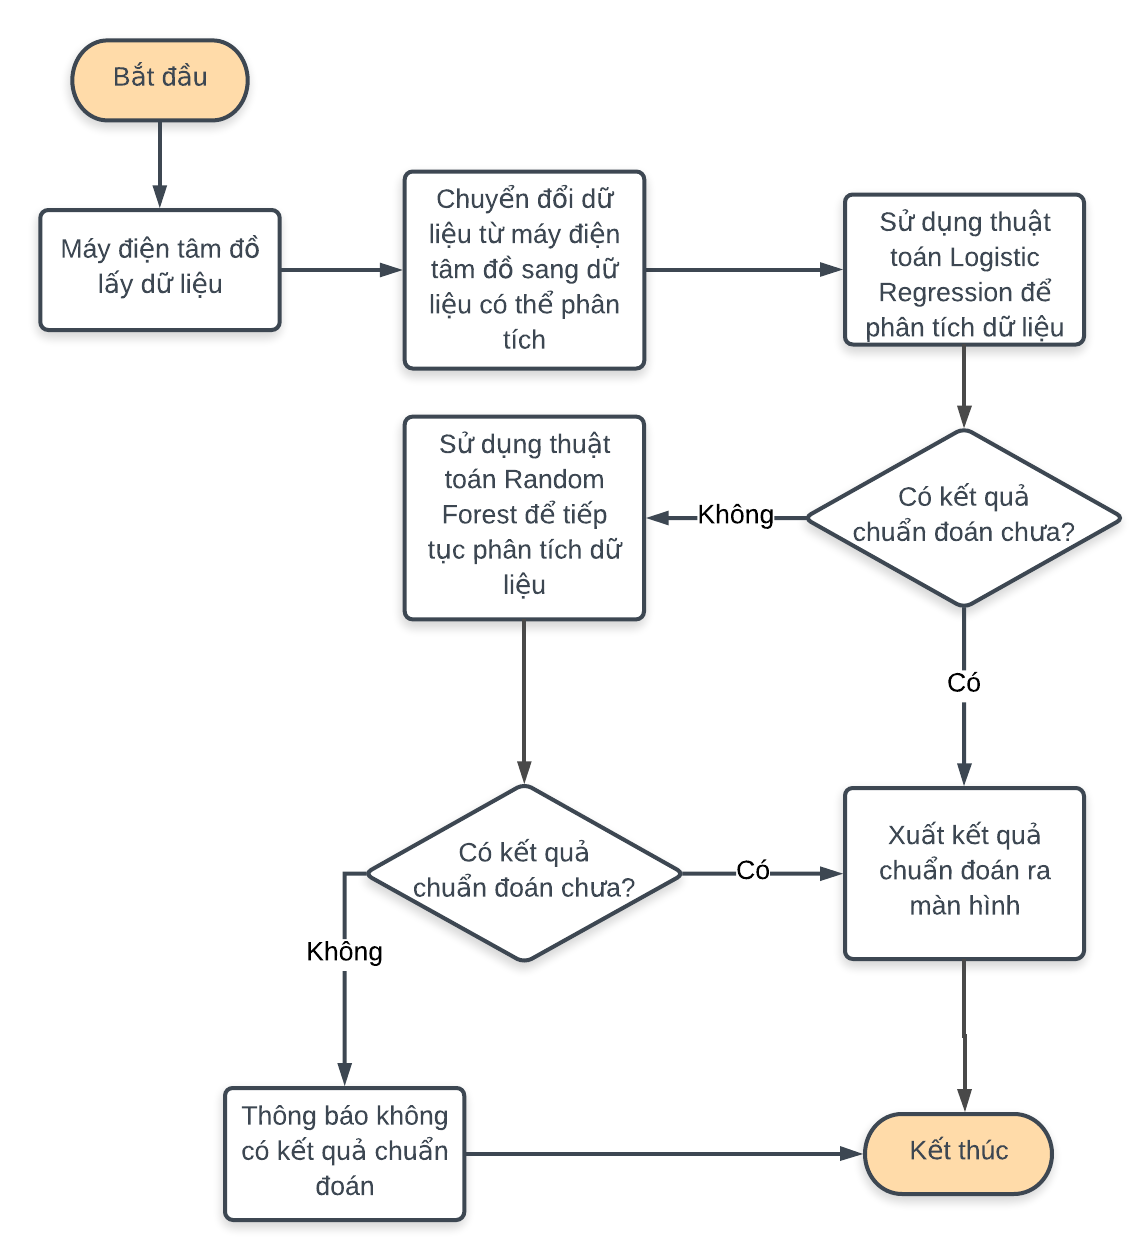 Bắt đầu
Máy điện tâm đồ
lấy dữ liệu
Chuyển đổi dữ
liệu từ máy điện
tâm đồ sang dữ
liệu có thể phân
tích
Sử dụng thuật
toán Logistic
Regression để
phân tích dữ liệu
Có kết quả
chuẩn đoán chưa?
Không
Sử dụng thuật
toán Random
Forest để tiếp
tục phân tích dữ
liệu
Có
Có kết quả
chuẩn đoán chưa?
Có
Xuất kết quả
chuẩn đoán ra
màn hình
Không
Thông báo không
có kết quả chuẩn
đoán
Kết thúc